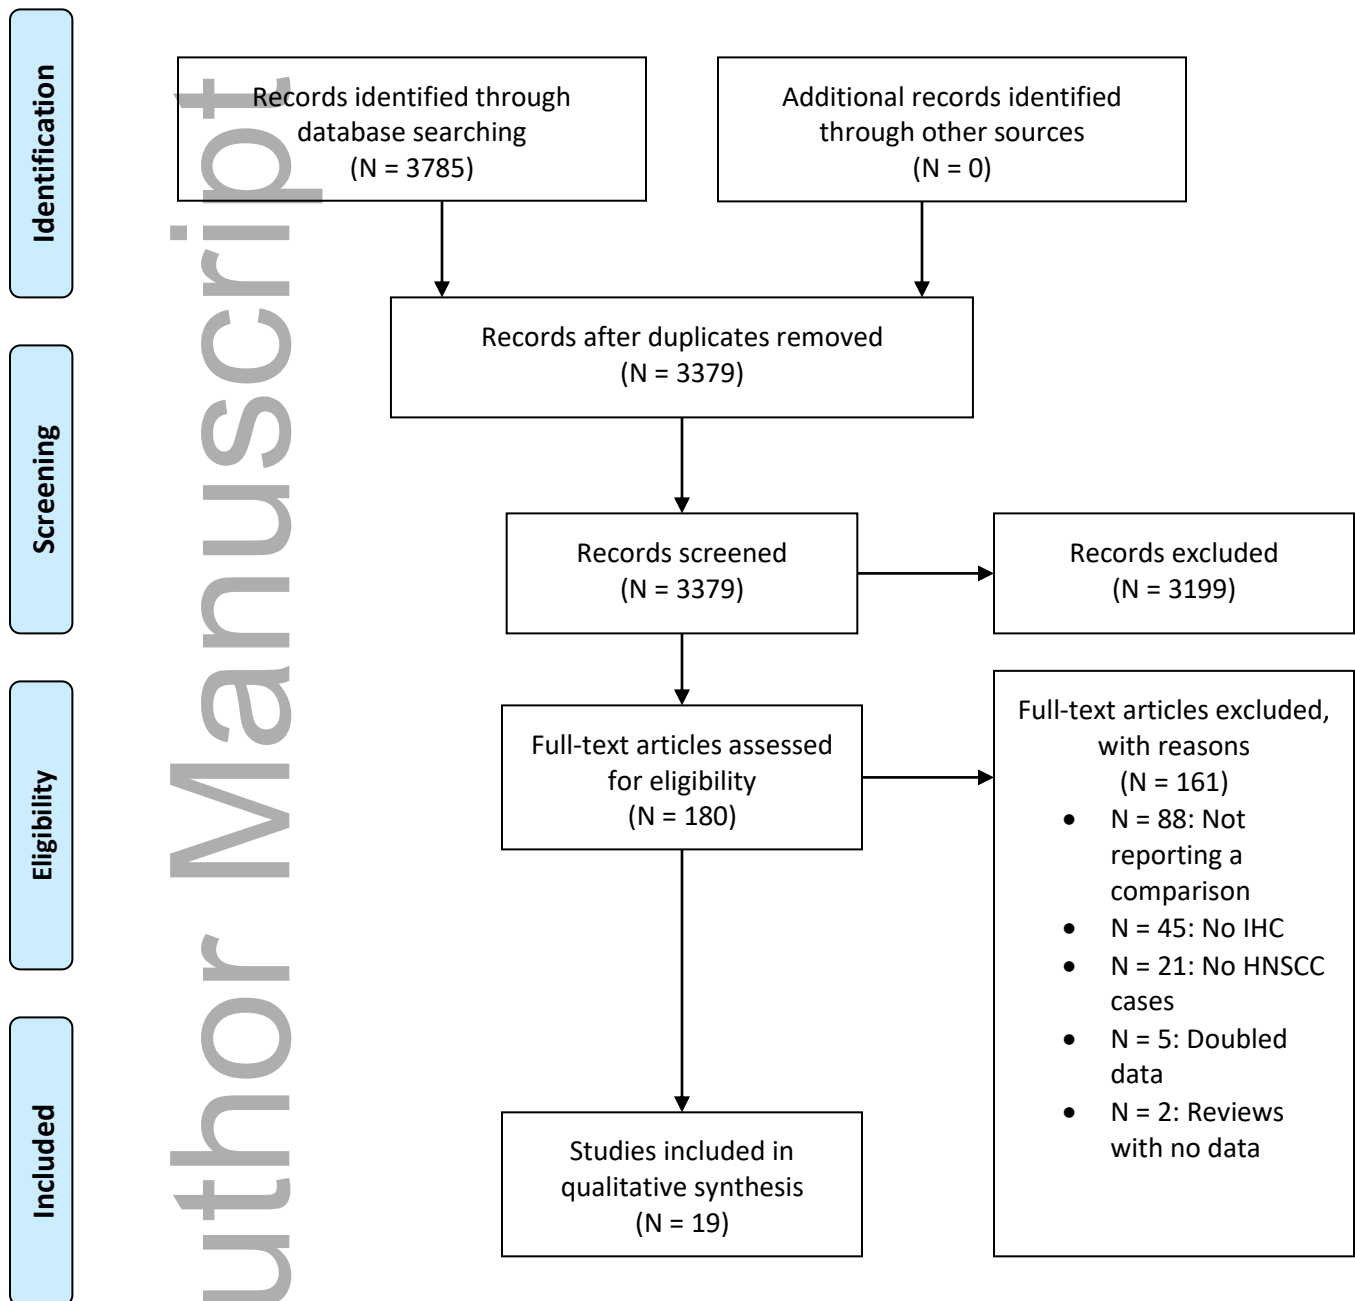 Identification
Records identified through
database searching
(N = 3785)
Additional records identified
through other sources
(N = 0)
Records after duplicates removed
(N = 3379)
Screening
Records screened
(N = 3379)
Records excluded
(N = 3199)
Eligibility
Full-text articles assessed
for eligibility
(N = 180)
Full-text articles excluded,
with reasons
(N = 161)
• N = 88: Not
reporting a
comparison
• N = 45: No IHC
• N = 21: No HNSCC
cases
• N = 5: Doubled
data
• N = 2: Reviews
with no data
Included
Studies included in
qualitative synthesis
(N = 19)
uthor Manuscript